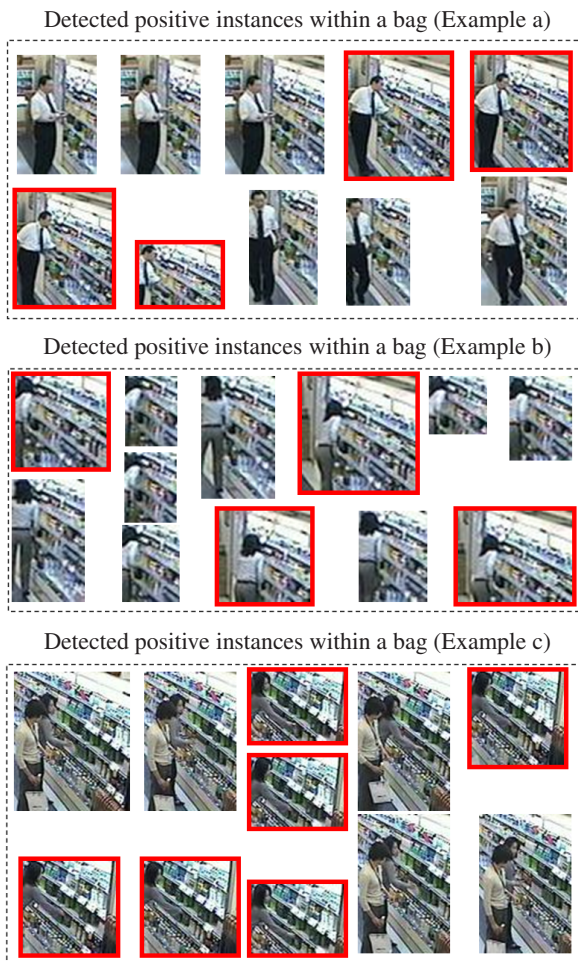 Detected positive instances within a bag (Example a)
Detected positive instances within a bag (Example b)
Detected positive instances within a bag (Example c)